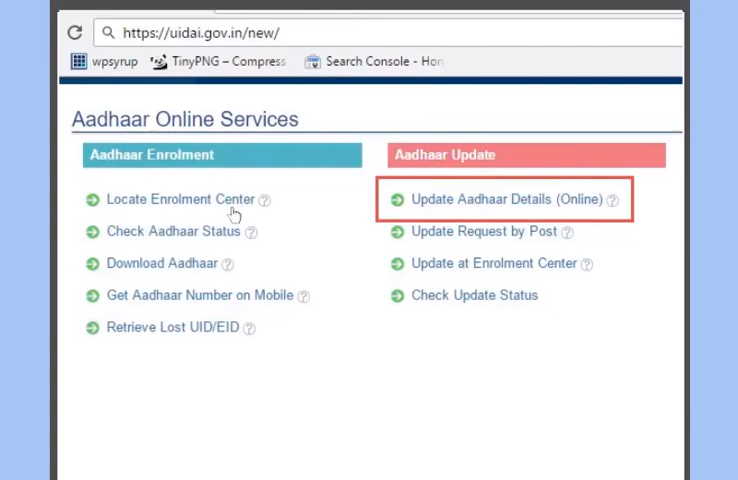 https://uidai.gov.in/new/
wpsyrup TinyPNG – Compress Search Console - Hon
Aadhaar Online Services
Aadhaar Enrolment
Locate Enrolment Center ?
Check Aadhaar Status ?
Download Aadhaar ?
Get Aadhaar Number on Mobile ?
Retrieve Lost UID/EID ?
Aadhaar Update
Update Aadhaar Details (Online) ?
Update Request by Post ?
Update at Enrolment Center ?
Check Update Status